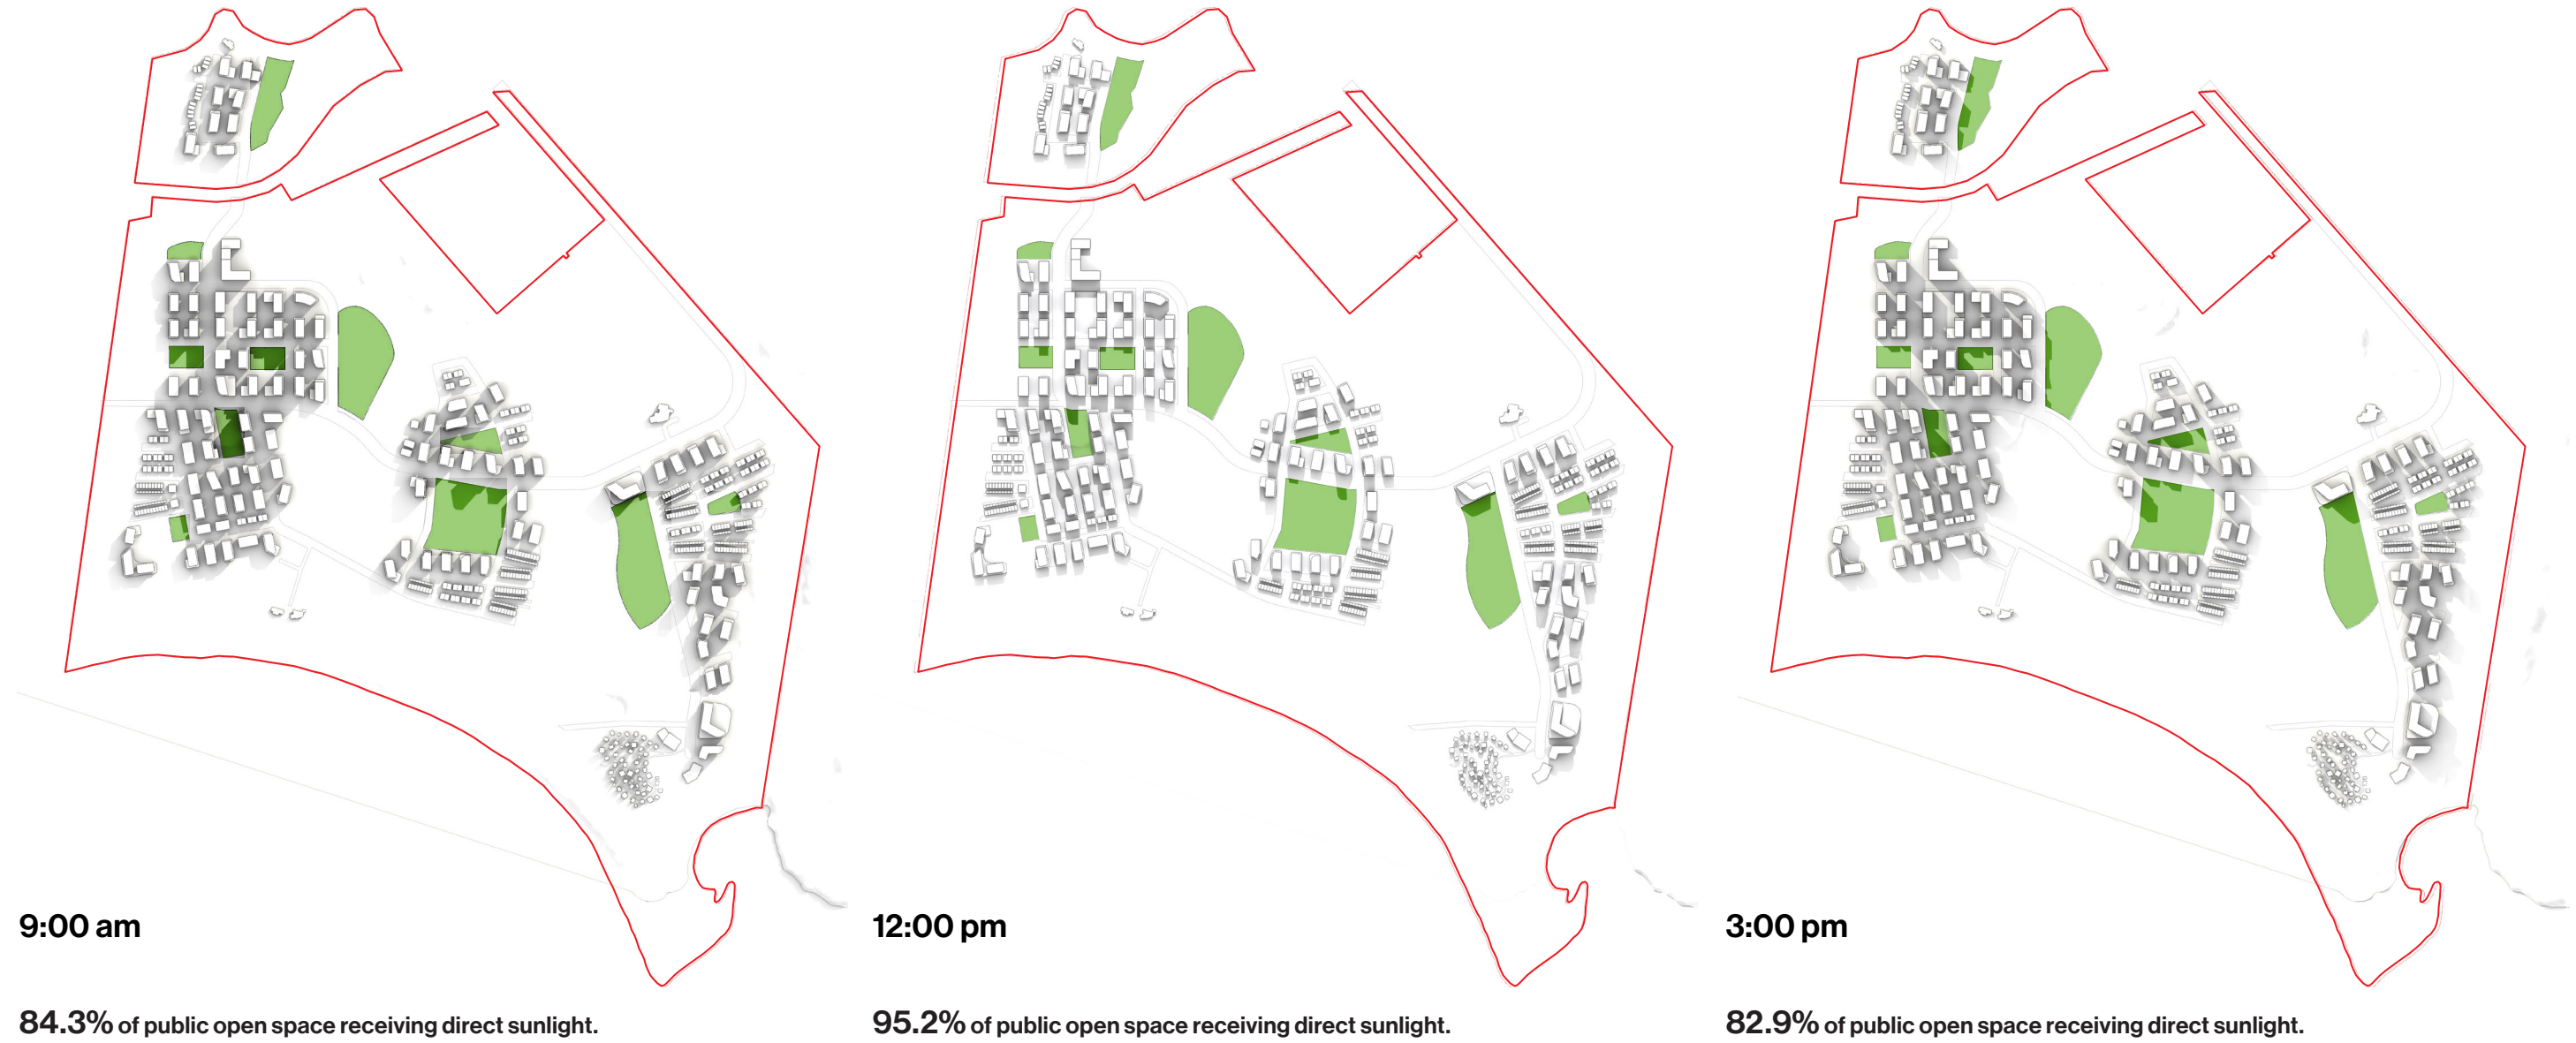 9:00 am
84.3% of public open space receiving direct sunlight.
12:00 pm
95.2% of public open space receiving direct sunlight.
3:00 pm
82.9% of public open space receiving direct sunlight.